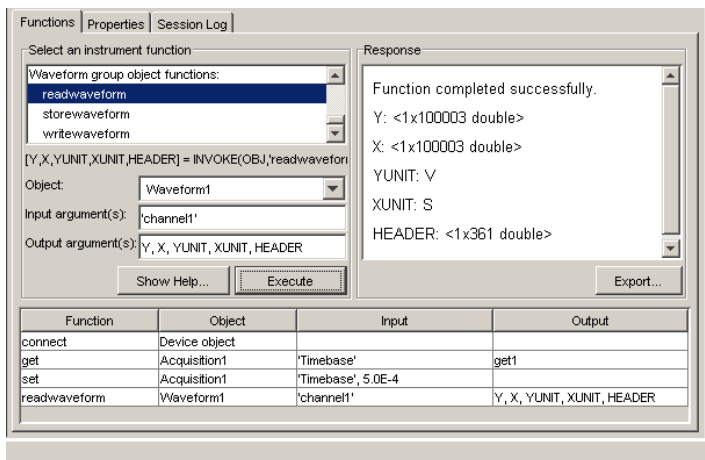 Functions
Properties
Session Log
Select an instrument function
Waveform group object functions:
readwaveform
storewaveform
writewaveform
[Y,X,YUNIT,XUNIT,HEADER] = INVOKE(OBJ,'readwavefor
Object:
Waveform1
Input argument(s):
'channel1'
Output argument(s):
Y, X, YUNIT, XUNIT, HEADER
Show Help...
Execute
Response
Function completed successfully.
Y: <1x100003 double>
X: <1x100003 double>
YUNIT: V
XUNIT: S
HEADER: <1x361 double>
Export...
Function Object Input Output
connect Device object
get Acquisition1 'Timebase' get1
set Acquisition1 'Timebase', 5.0E-4
readwaveform Waveform1 'channel1' Y, X, YUNIT, XUNIT, HEADER